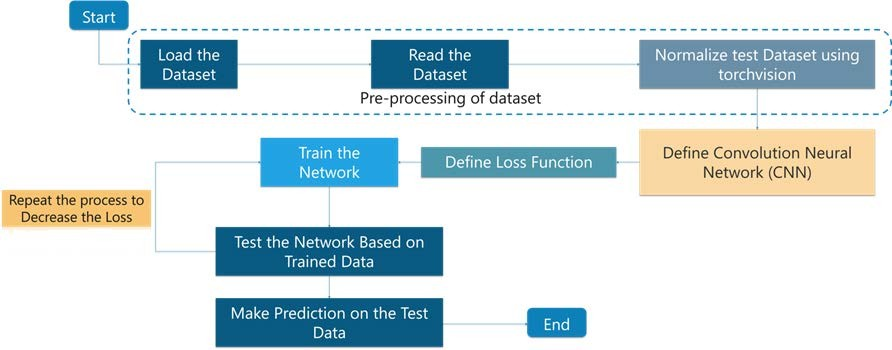 Start
Load the
Dataset
Read the
Dataset
Normalize test Dataset using
torchvision
Pre-processing of dataset
Train the
Network
Define Loss Function
Define Convolution Neural
Network (CNN)
Repeat the process to
Decrease the Loss
Test the Network Based on
Trained Data
Make Prediction on the Test
Data
End